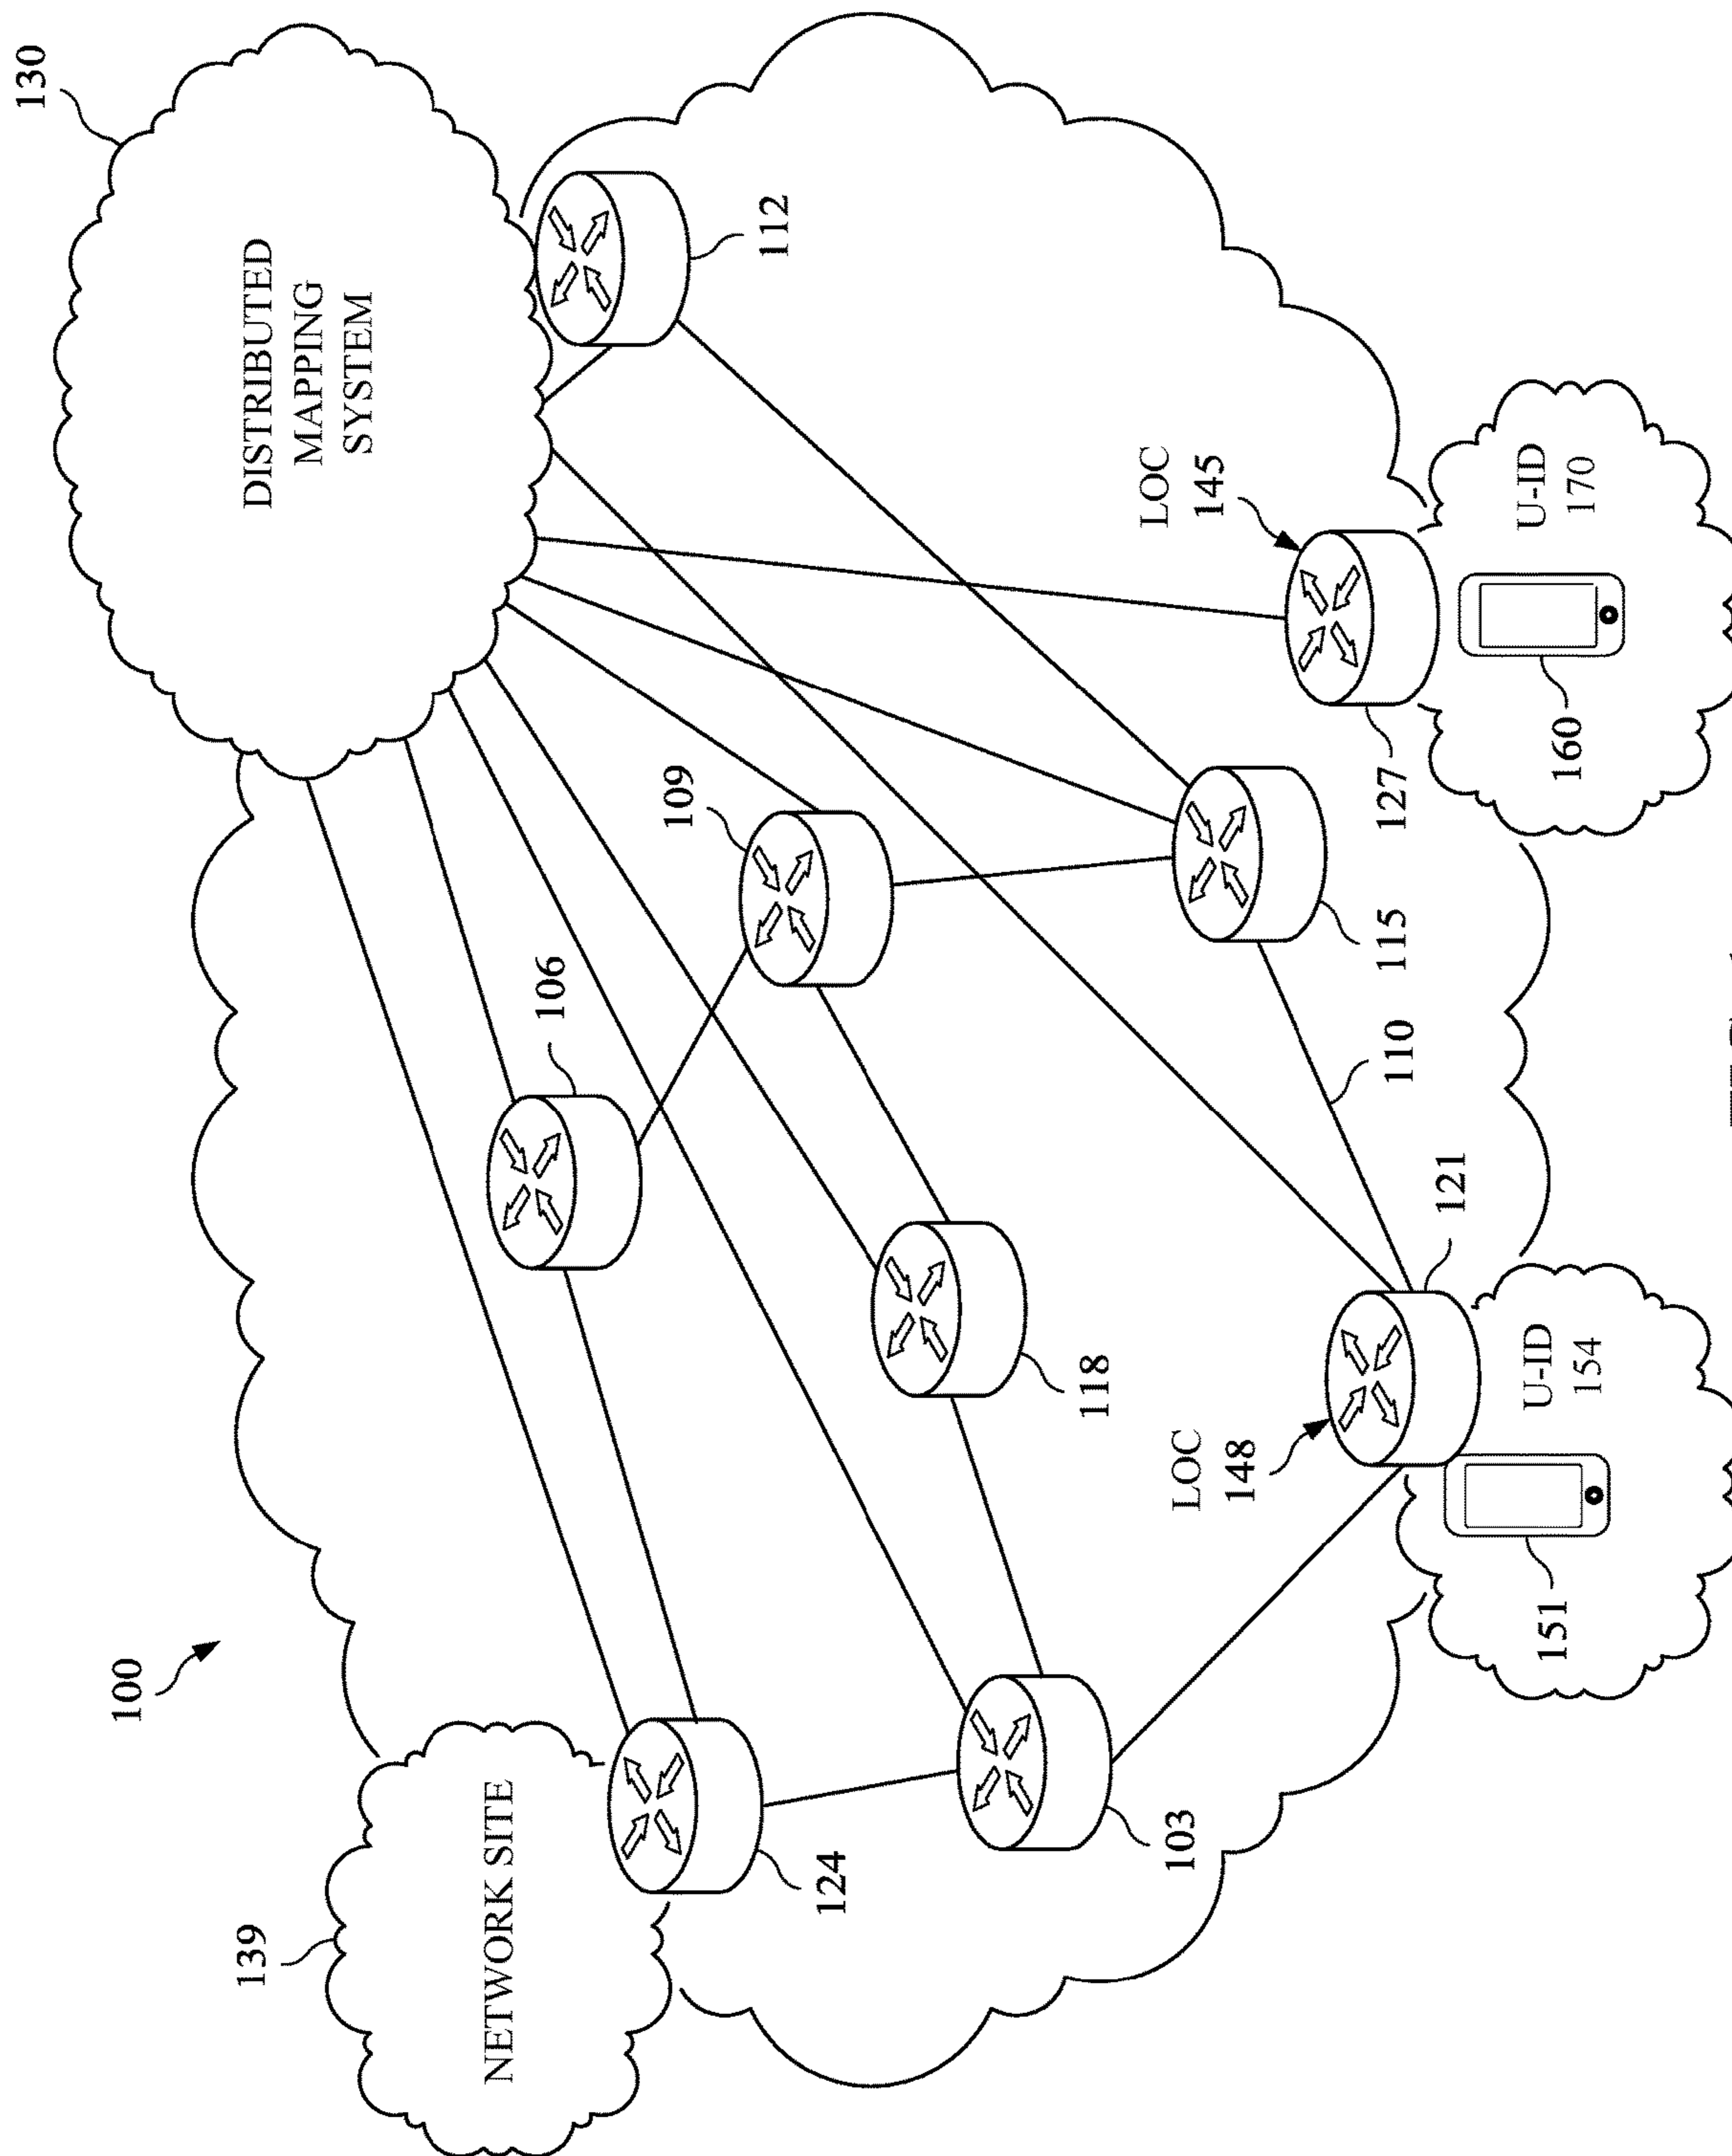 130
100
139
DISTRIBUTED
MAPPING
SYSTEM
NETWORK SITE
106
109
112
124
118
LOC
145
103
LOC
148
110
115
127
121
U-ID
154
U-ID
170
151
160